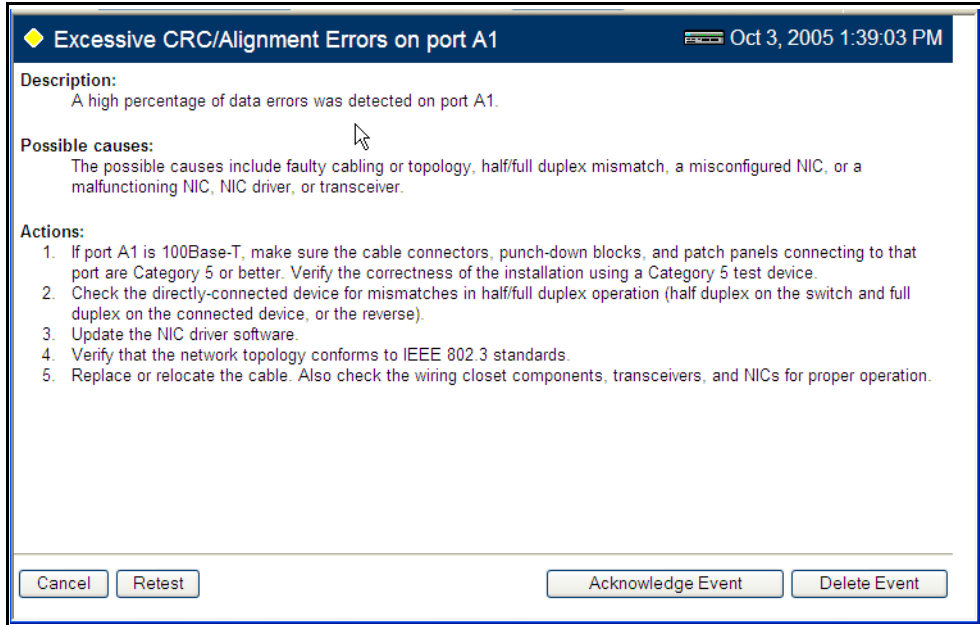 Excessive CRC/Alignment Errors on port A1
Oct 3, 2005 1:39:03 PM
Description:
A high percentage of data errors was detected on port A1.
Possible causes:
The possible causes include faulty cabling or topology, half/full duplex mismatch, a misconfigured NIC, or a
malfunctioning NIC, NIC driver, or transceiver.
Actions:
1. If port A1 is 100Base-T, make sure the cable connectors, punch-down blocks, and patch panels connecting to that
port are Category 5 or better. Verify the correctness of the installation using a Category 5 test device.
2. Check the directly-connected device for mismatches in half/full duplex operation (half duplex on the switch and full
duplex on the connected device, or the reverse).
3. Update the NIC driver software.
4. Verify that the network topology conforms to IEEE 802.3 standards.
5. Replace or relocate the cable. Also check the wiring closet components, transceivers, and NICs for proper operation.
Cancel
Retest
Acknowledge Event
Delete Event